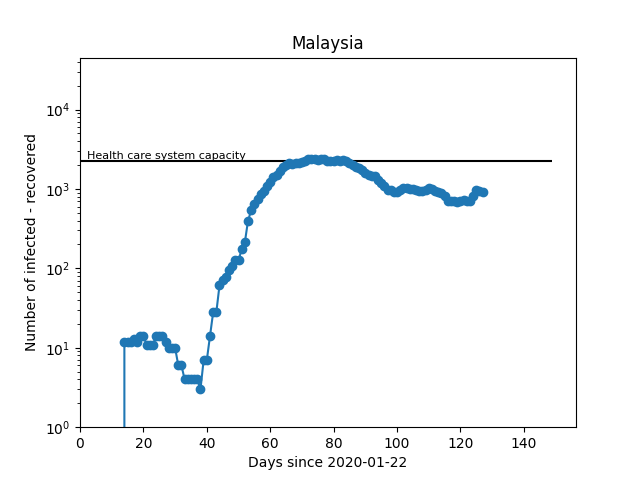 Malaysia
Number of infected - recovered
10^4
10^3
10^2
10^1
10^0
Health care system capacity
0 20 40 60 80 100 120 140
Days since 2020-01-22